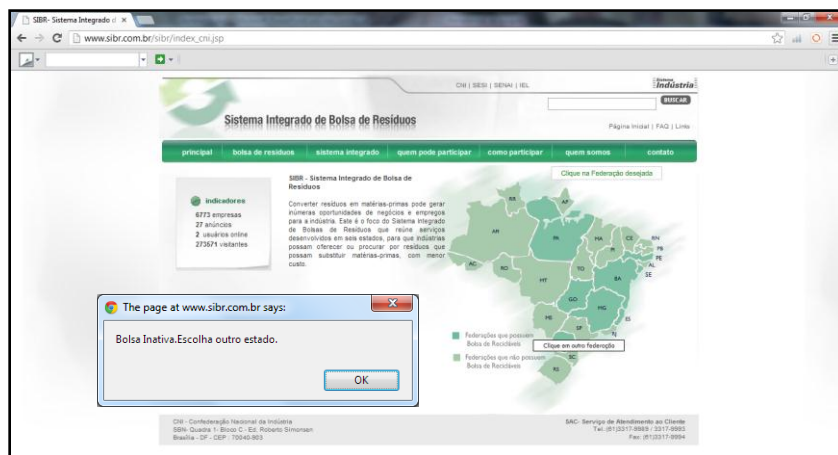 SIBR- Sistema Integrado d
www.sibr.com.br/sibr/index_cni.jsp
CNI | SESI | SENAI | IEL
Sistema
Indústria
BUSCAR
Sistema Integrado de Bolsa de Resíduos
Página Inicial | FAQ | Links
principal bolsa de resíduos sistema integrado quem pode participar como participar quem somos contato
Clique na Federação desejada
indicadores
6773 empresas
27 anúncios
2 usuários online
273571 visitantes
SIBR - Sistema Integrado de Bolsa de
Resíduos
Converter resíduos em matérias-primas pode gerar
inúmeras oportunidades de negócios e empregos
para a indústria. Este é o foco do Sistema Integrado
de Bolsas de Resíduos que reúne serviços
desenvolvidos em seis estados, para que indústrias
possam oferecer ou procurar por resíduos que
possam substituir matérias-primas, com menor
custo.
RR AP
AM PA MA CE RN
PB
PI PE
AC RO TO AL
SE
MT BA
GO
MG
ES
MS
SP RJ
SC
RS
Federações que possuem
Bolsa de Recicláveis
Clique em outra federação
Federações que não possuem
Bolsa de Recicláveis
The page at www.sibr.com.br says:
Bolsa Inativa.Escolha outro estado.
OK
CNI - Confederação Nacional da Indústria
SBN- Quadra 1- Bloco C - Ed. Roberto Simonsen
Brasília - DF - CEP : 70040-903
SAC- Serviço de Atendimento ao Cliente
Tel: (61)3317-9989 / 3317-9993
Fax: (61)3317-9994